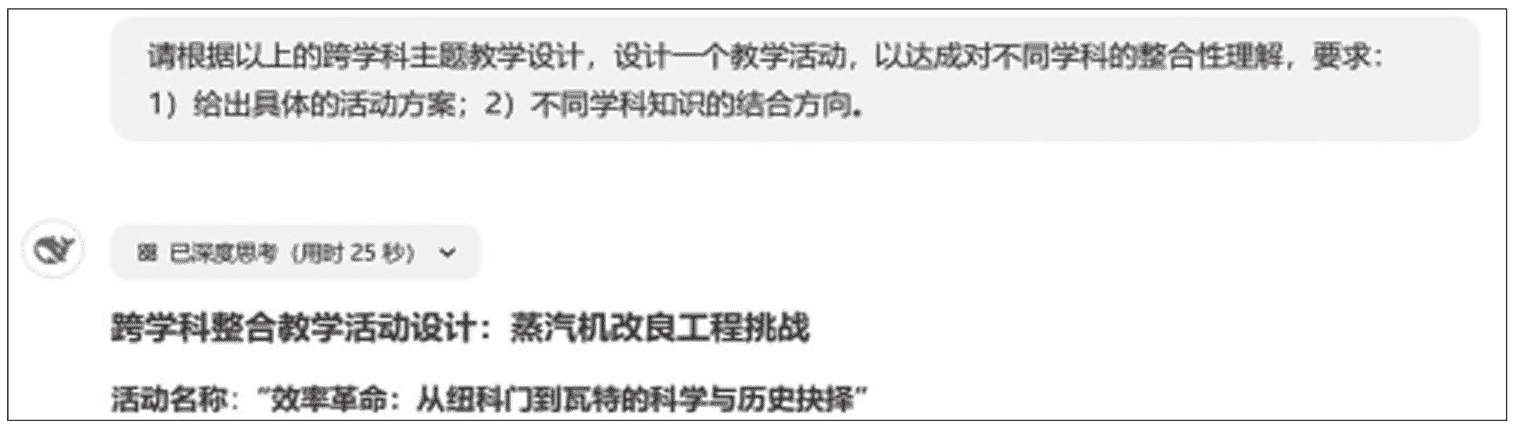 请根据以上的跨学科主题教学设计，设计一个教学活动，以达成对不同学科的整合性理解，要求：
1）给出具体的活动方案；2）不同学科知识的结合方向。
已深度思考（用时 25 秒）
跨学科整合教学活动设计：蒸汽机改良工程挑战
活动名称：“效率革命：从纽科门到瓦特的科学与历史抉择”